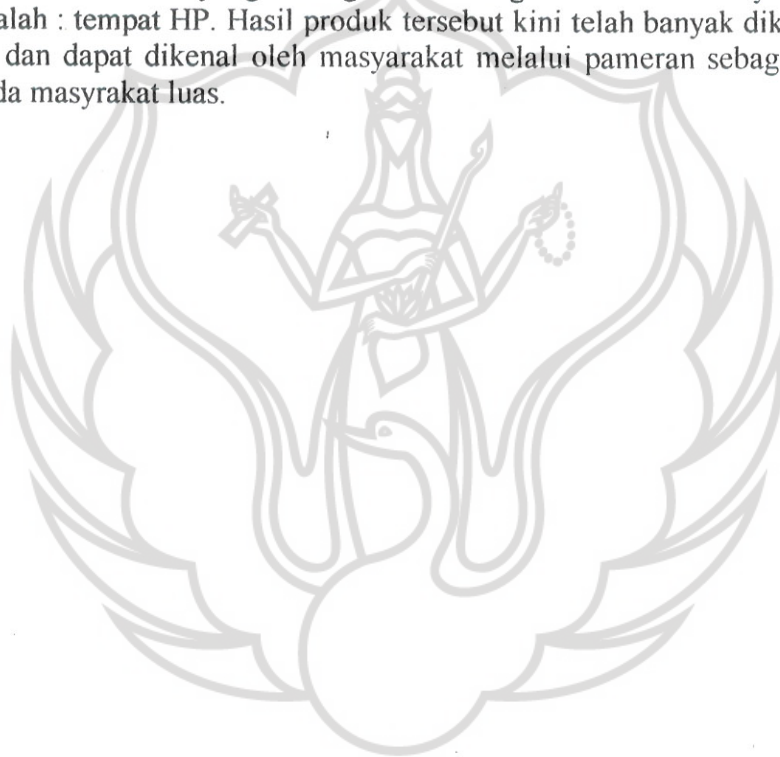 alah : tempat HP. Hasil produk tersebut kini telah banyak dik
dan dapat dikenal oleh masyarakat melalui pameran sebag
da masyrakat luas.